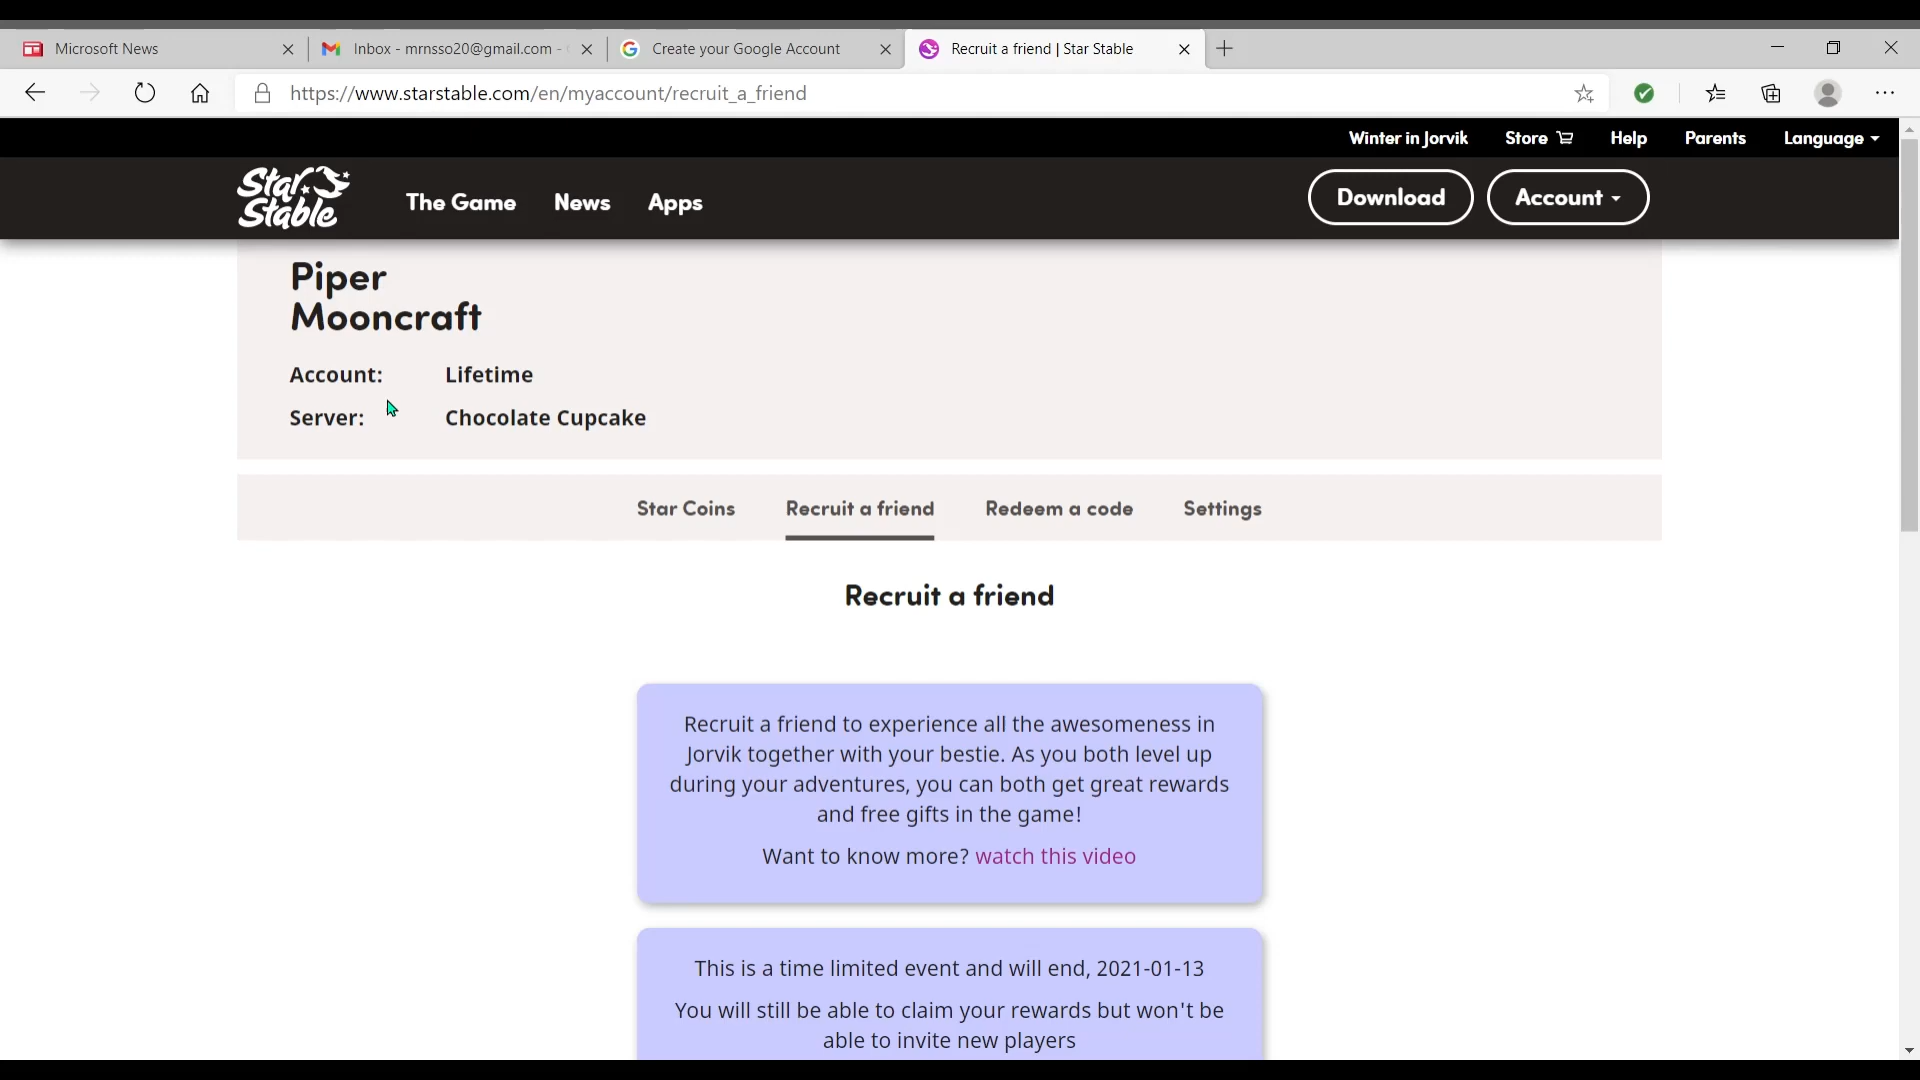 Microsoft News
Inbox - mrnsso20@gmail.com -
Create your Google Account
Recruit a friend | Star Stable
https://www.starstable.com/en/myaccount/recruit_a_friend
Winter in Jorvik
Store
Help
Parents
Language
Star
Stable
The Game
News
Apps
Download
Account
Piper
Mooncraft
Account: Lifetime
Server: Chocolate Cupcake
Star Coins
Recruit a friend
Redeem a code
Settings
Recruit a friend
Recruit a friend to experience all the awesomeness in
Jorvik together with your bestie. As you both level up
during your adventures, you can both get great rewards
and free gifts in the game!
Want to know more? watch this video
This is a time limited event and will end, 2021-01-13
You will still be able to claim your rewards but won't be
able to invite new players